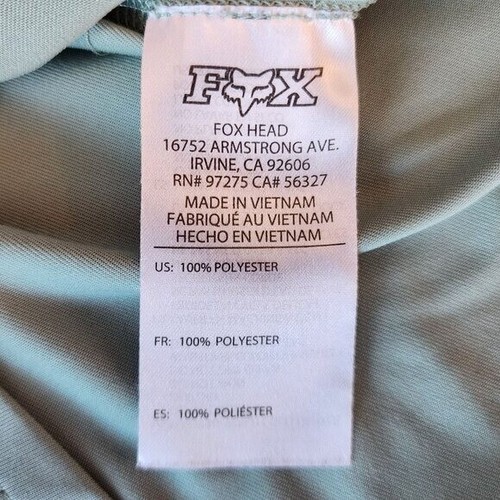 FOX
FOX HEAD
16752 ARMSTRONG AVE.
IRVINE, CA 92606
RN# 97275 CA# 56327
MADE IN VIETNAM
FABRIQUÉ AU VIETNAM
HECHO EN VIETNAM
US: 100% POLYESTER
FR: 100% POLYESTER
ES: 100% POLIÉSTER